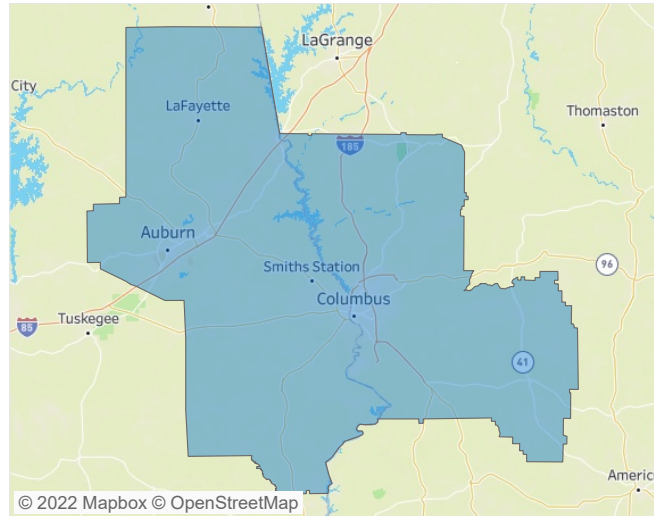 LaGrange
City
LaFayette
Thomaston
185
Auburn
Smiths Station
96
Columbus
Tuskegee
85
41
Americ
© 2022 Mapbox © OpenStreetMap